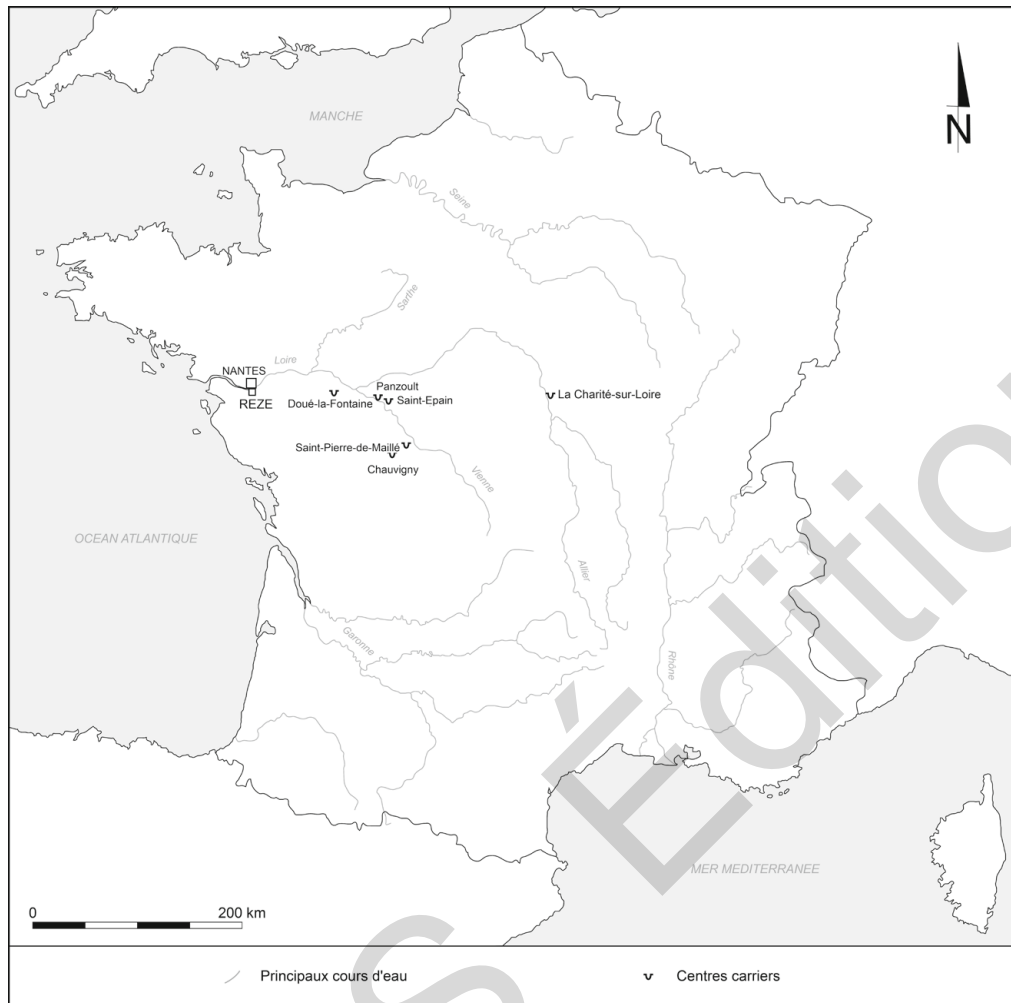 MANCHE
N
Seine
Sarthe
Loire
NANTES
REZE
Doué-la-Fontaine
Panzoult
Saint-Epain
La Charité-sur-Loire
Saint-Pierre-de-Maillé
Chauvigny
Vienne
OCEAN ATLANTIQUE
Allier
Garonne
Rhône
MER MEDITERRANEE
0 200 km
Principaux cours d'eau
Centres carriers
s Éditio